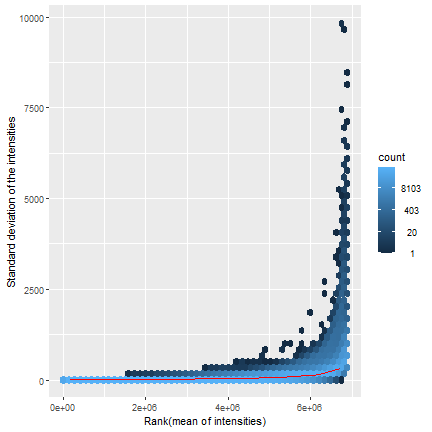 10000
7500
5000
2500
0
Standard deviation of the intensities
0e+00
2e+06
4e+06
6e+06
Rank(mean of intensities)
count
8103
403
20
1